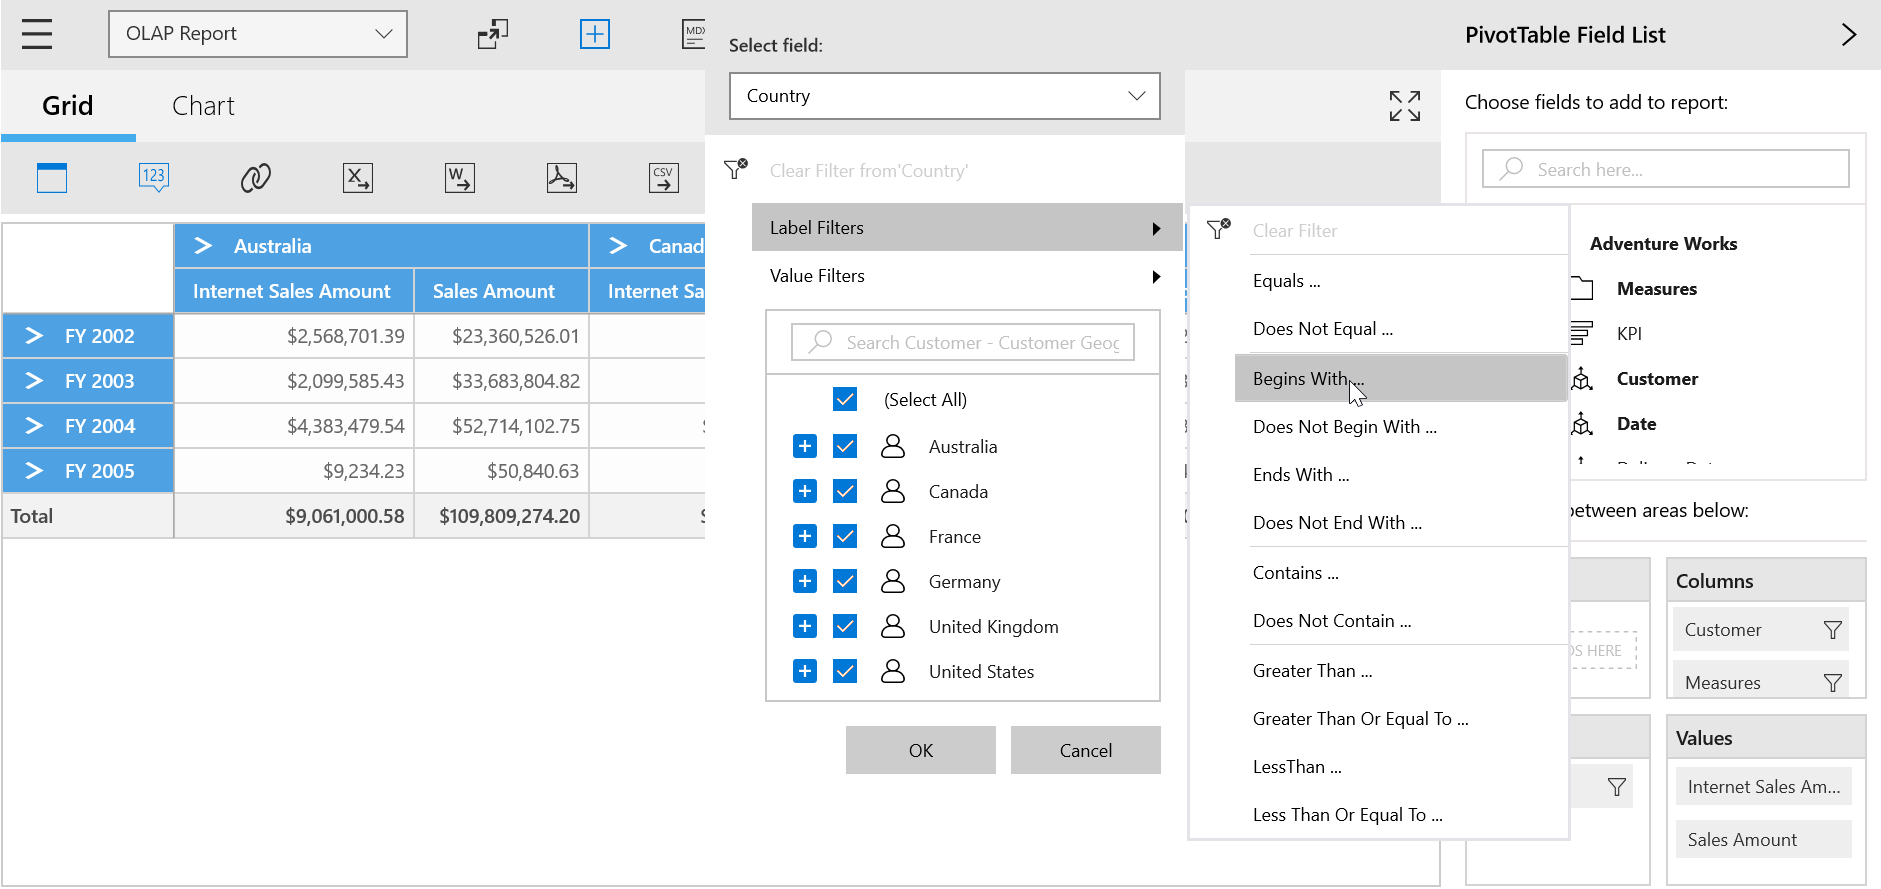 OLAP Report
MDX
Select field:
Country
PivotTable Field List
Grid
Chart
Choose fields to add to report:
Search here...
123
X
W
CSV
Clear Filter from'Country'
Label Filters
Value Filters
Search Customer - Customer Geog
(Select All)
Australia
Canada
France
Germany
United Kingdom
United States
OK
Cancel
Clear Filter
Equals ...
Does Not Equal ...
Begins With ...
Does Not Begin With ...
Ends With ...
Does Not End With ...
Contains ...
Does Not Contain ...
Greater Than ...
Greater Than Or Equal To ...
LessThan ...
Less Than Or Equal To ...
Australia
Canad
Internet Sales Amount
Sales Amount
Internet Sa
FY 2002
$2,568,701.39
$23,360,526.01
FY 2003
$2,099,585.43
$33,683,804.82
FY 2004
$4,383,479.54
$52,714,102.75
FY 2005
$9,234.23
$50,840.63
Total
$9,061,000.58
$109,809,274.20
Adventure Works
Measures
KPI
Customer
Date
between areas below:
DS HERE
Columns
Customer
Measures
Values
Internet Sales Am...
Sales Amount